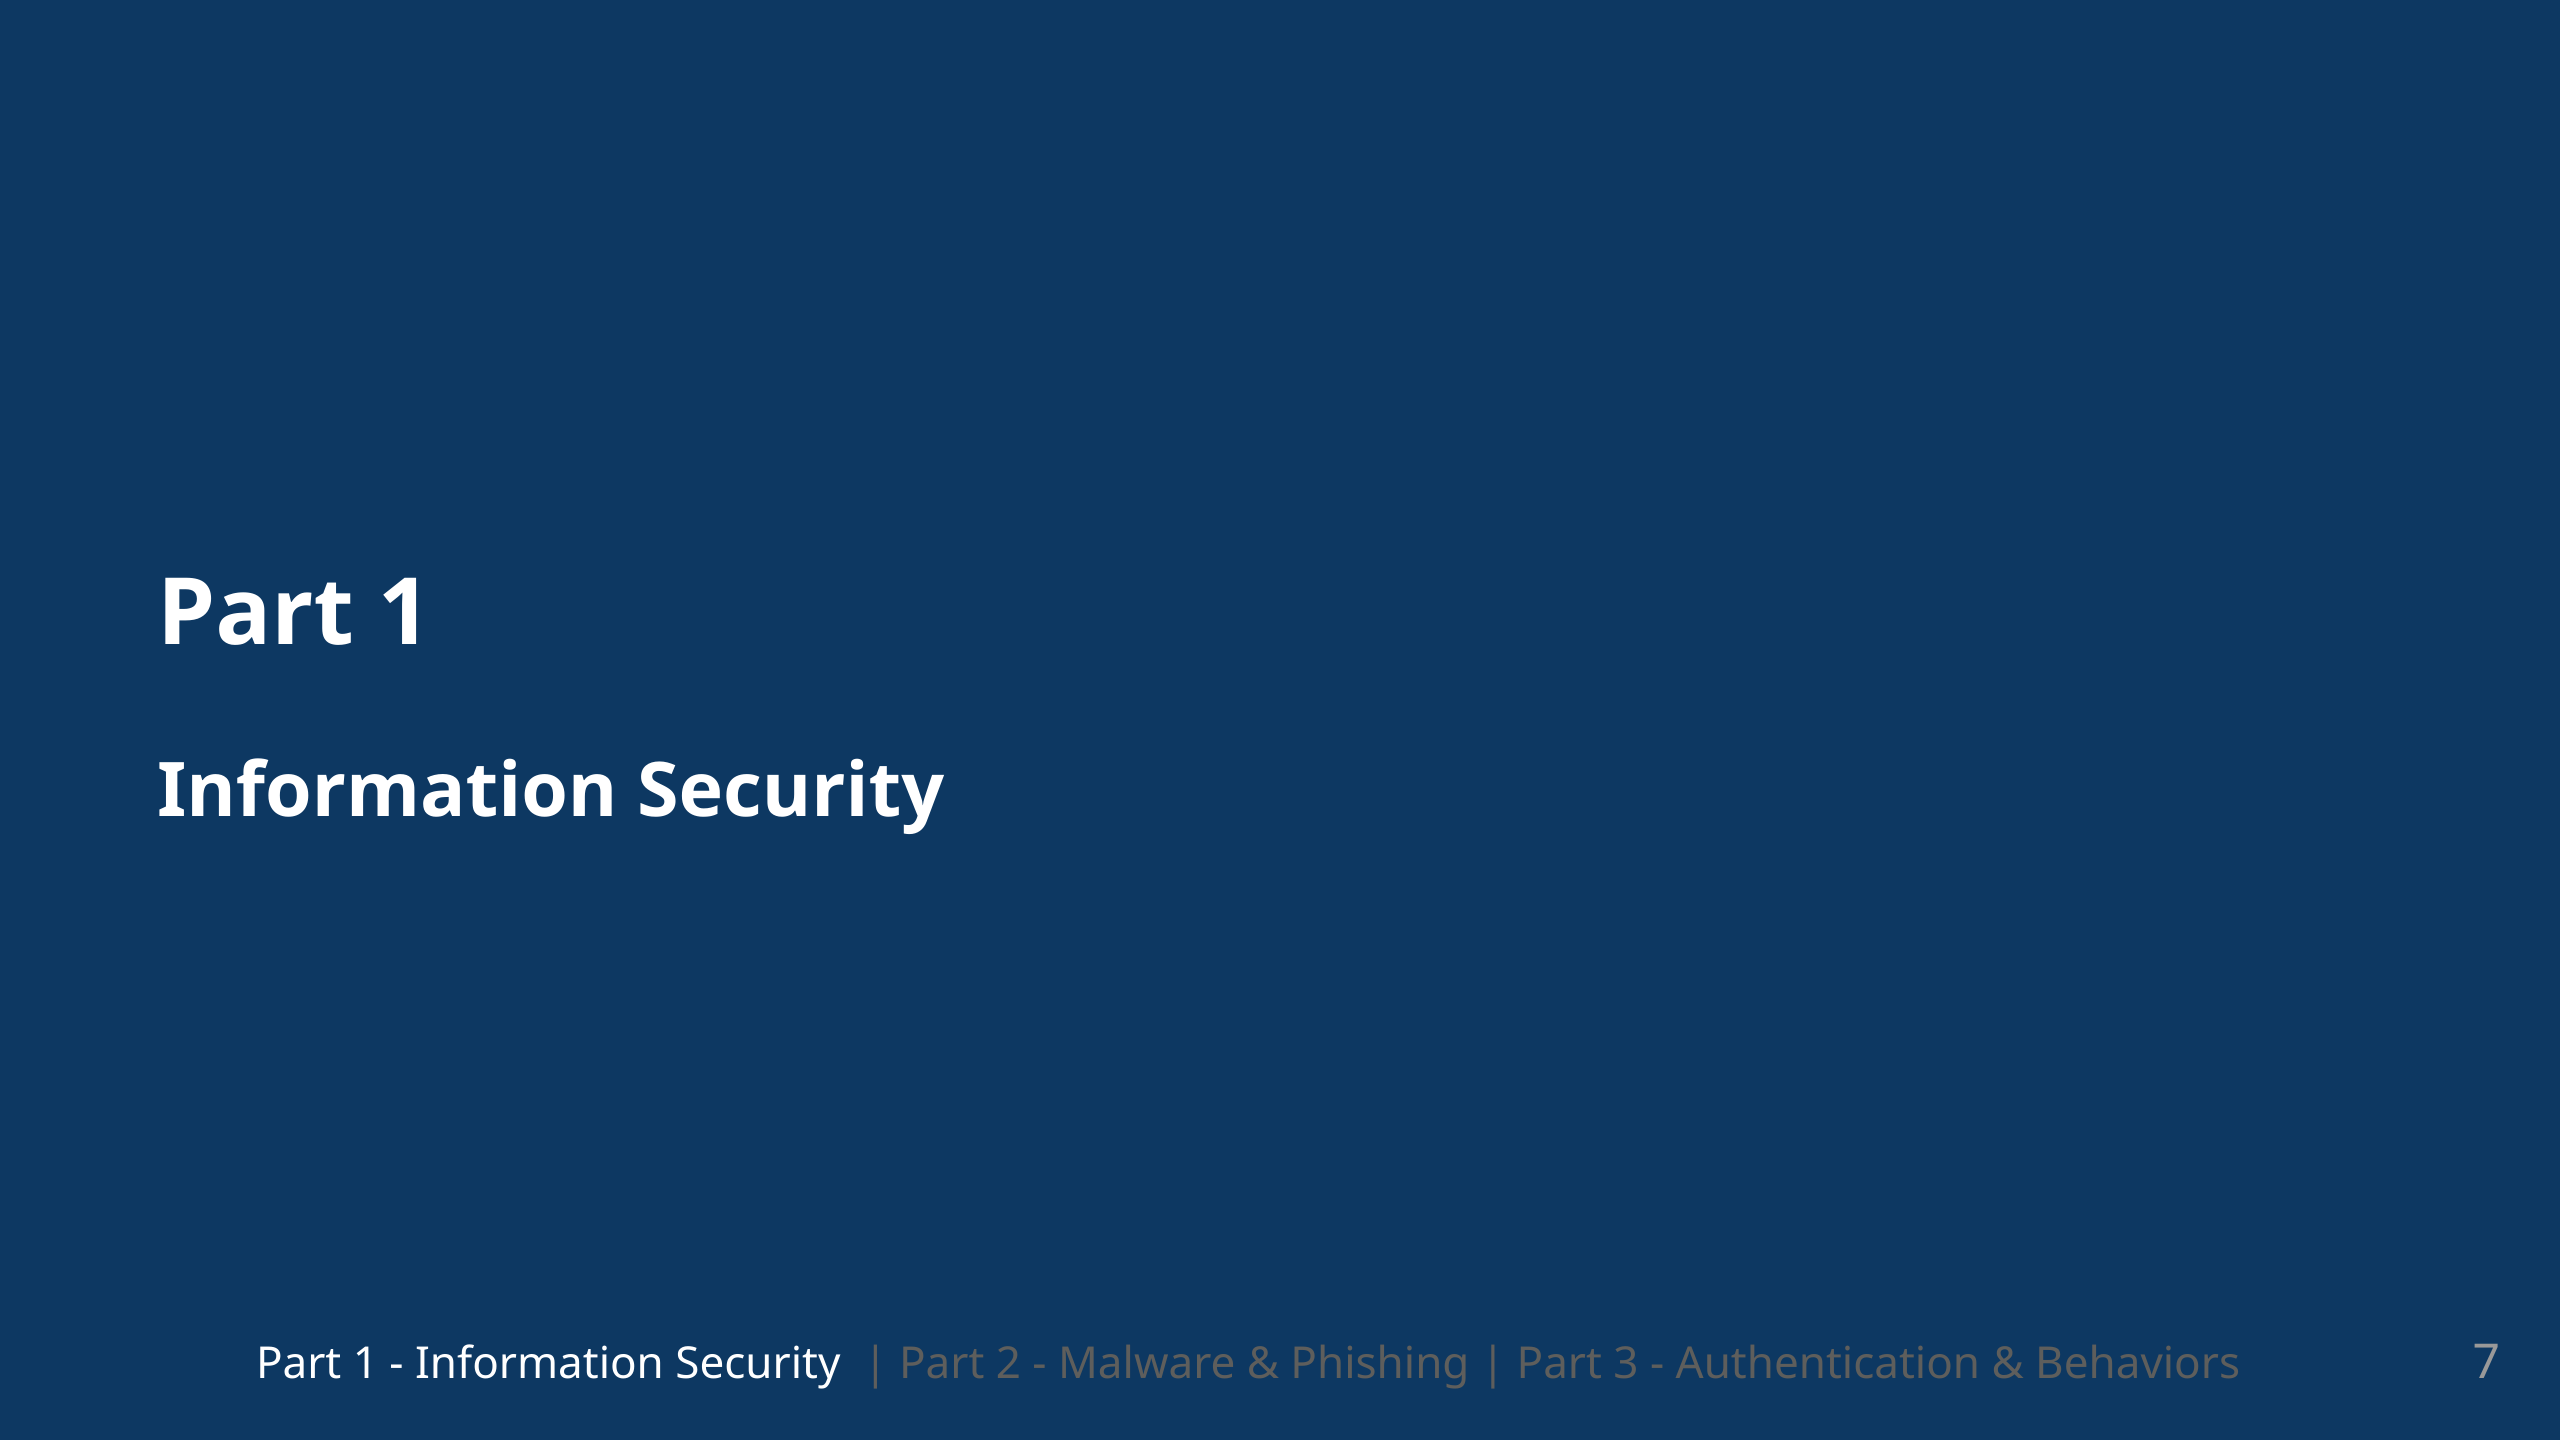 Part 1
Information Security
Part 1 - Information Security | Part 2 - Malware & Phishing | Part 3 - Authentication & Behaviors
7